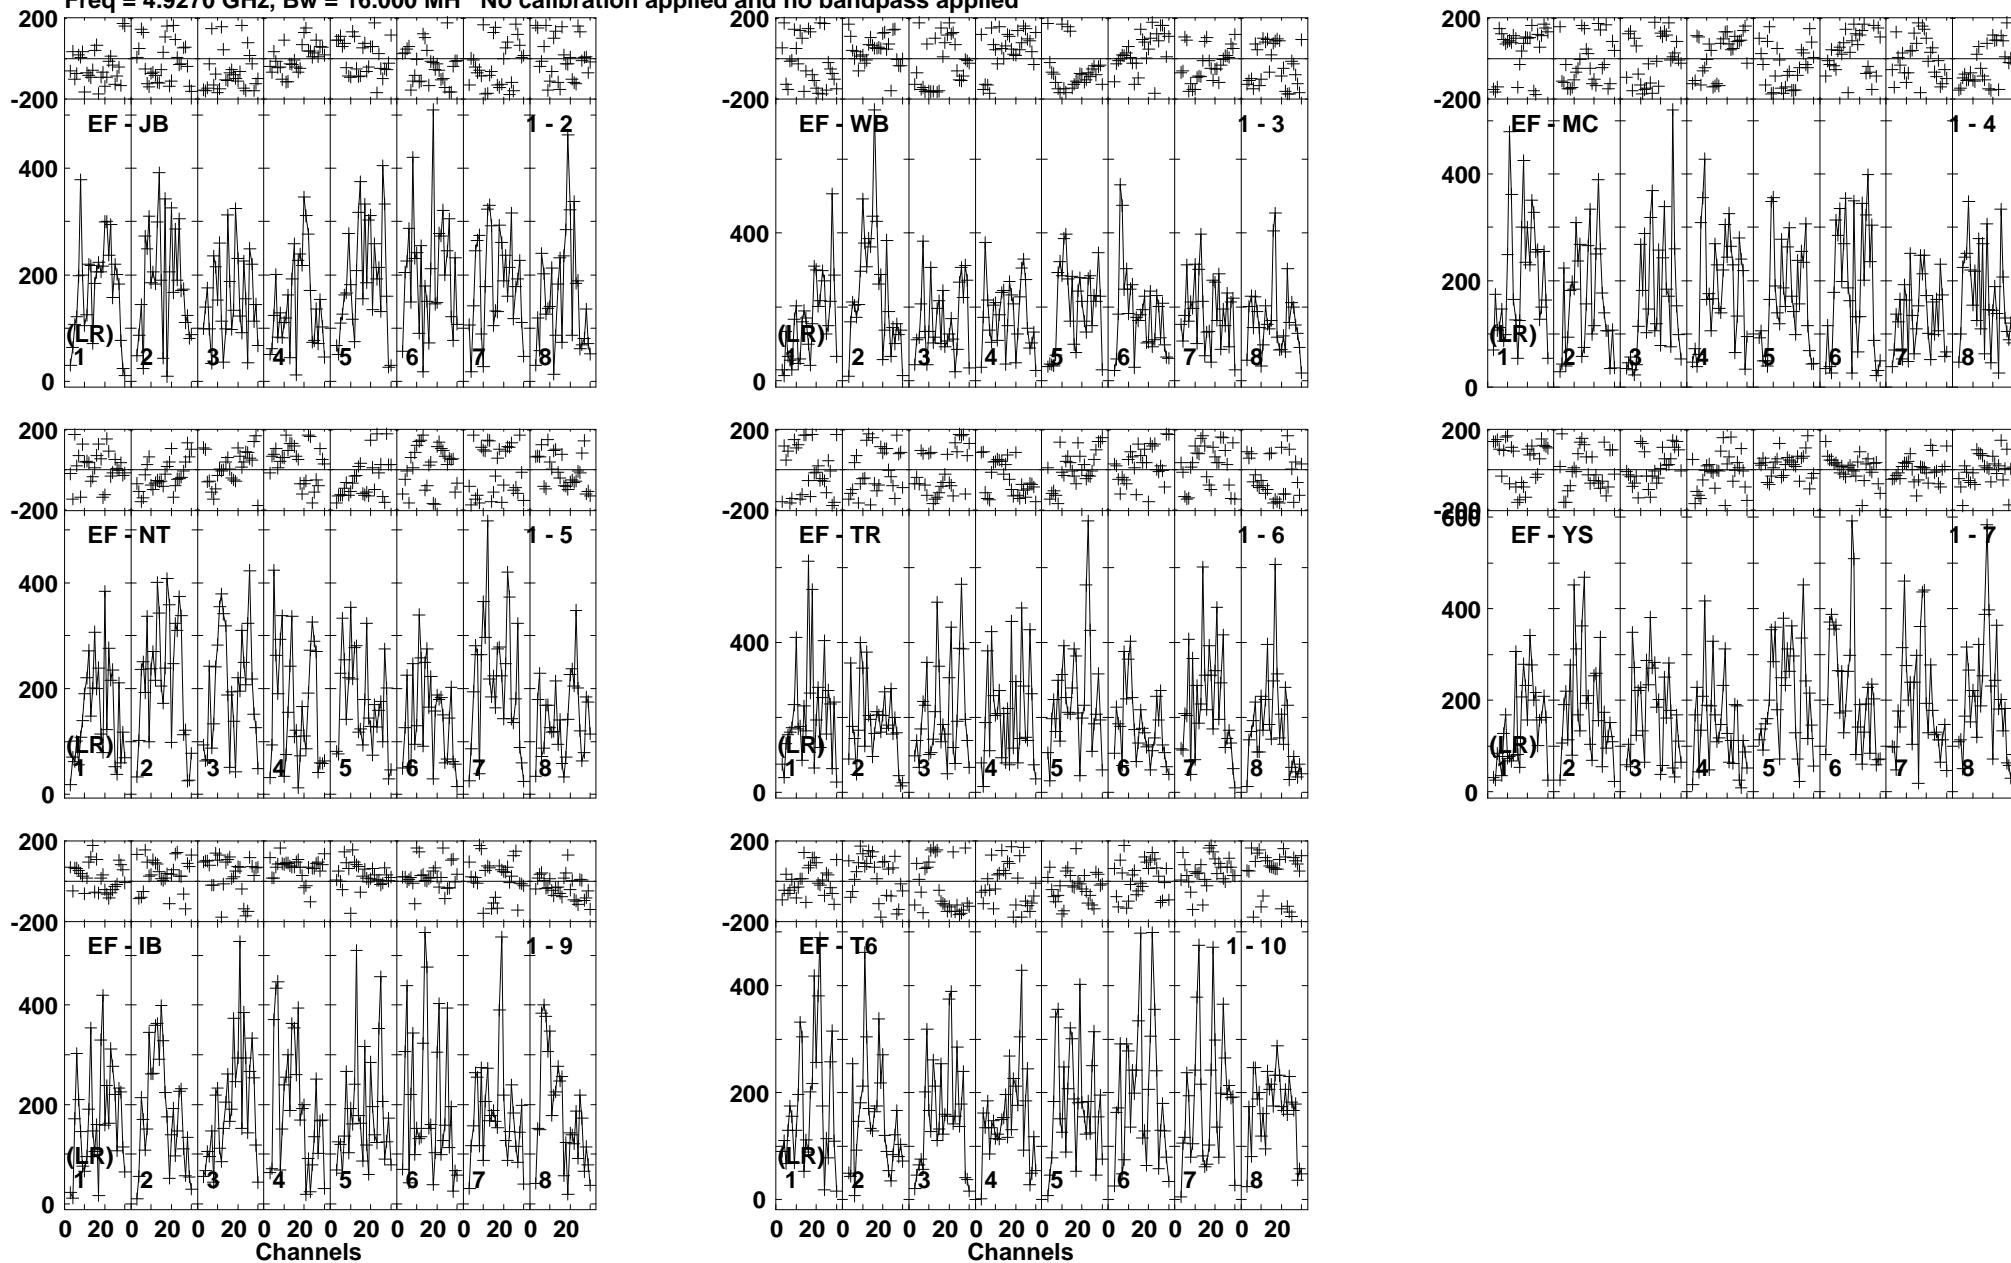 Freq = 4.9270 GHz, Bw = 16.000 MH No calibration applied and no bandpass applied
200
-200
EF - JB
1 - 2
400
200
0
(LR)
1 2 3 4 5 6 7 8
200
-200
EF - WB
1 - 3
400
0
(LR)
1 2 3 4 5 6 7 8
200
-200
EF - MC
1 - 4
400
200
0
(LR)
1 2 3 4 5 6 7 8
200
-200
EF - NT
1 - 5
400
200
0
(LR)
1 2 3 4 5 6 7 8
200
-200
EF - TR
1 - 6
400
0
(LR)
1 2 3 4 5 6 7 8
200
-200
600
EF - YS
1 - 7
400
200
0
(LR)
1 2 3 4 5 6 7 8
200
-200
EF - IB
1 - 9
400
200
0
(LR)
1 2 3 4 5 6 7 8
0 20 0 20 0 20 0 20 0 20 0 20 0 20 0 20
Channels
200
-200
EF - T6
1 - 10
400
200
0
(LR)
1 2 3 4 5 6 7 8
0 20 0 20 0 20 0 20 0 20 0 20 0 20 0 20
Channels